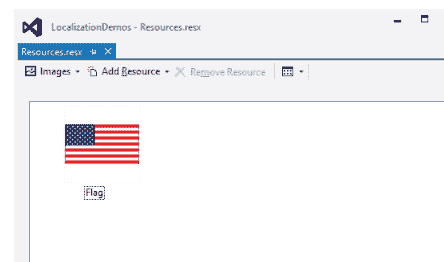 LocalizationDemos - Resources.resx
Resources.resx
Images Add Resource Remove Resource
Flag